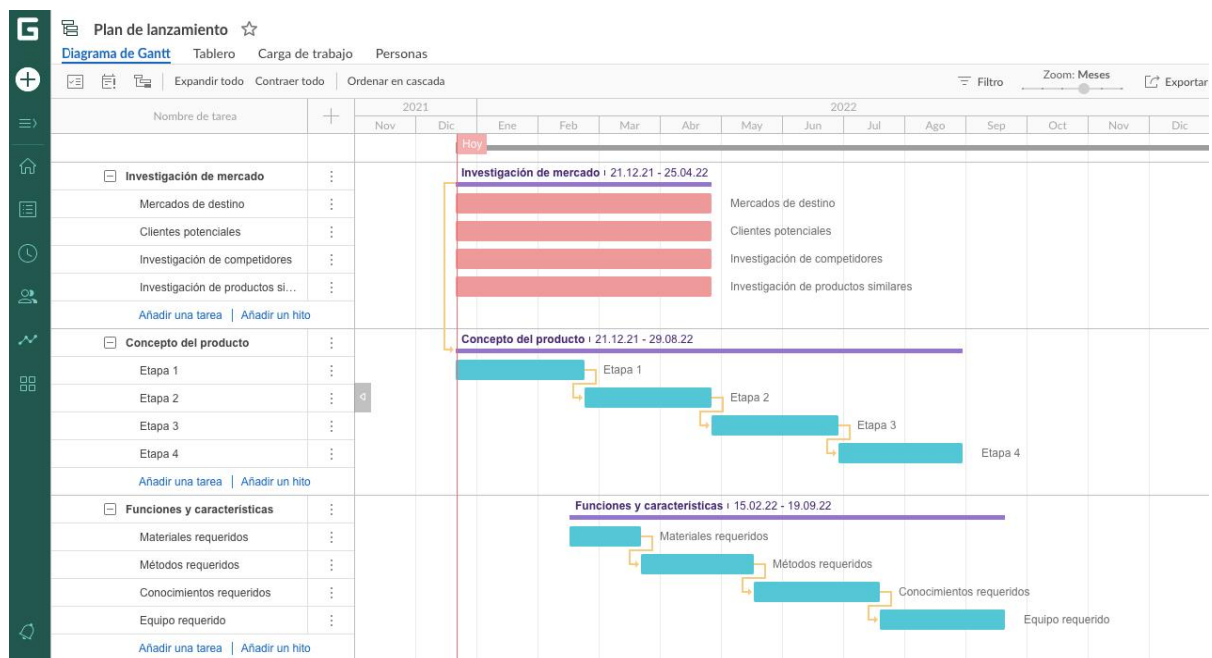 Plan de lanzamiento
Diagrama de Gantt Tablero Carga de trabajo Personas
Expandir todo Contraer todo Ordenar en cascada Filtro Zoom: Meses Exportar
Nombre de tarea 2021 2022
Nov Dic Ene Feb Mar Abr May Jun Jul Ago Sep Oct Nov Dic
Hoy
Investigación de mercado Investigación de mercado 21.12.21 - 25.04.22
Mercados de destino Mercados de destino
Clientes potenciales Clientes potenciales
Investigación de competidores Investigación de competidores
Investigación de productos si... Investigación de productos similares
Añadir una tarea | Añadir un hito
Concepto del producto Concepto del producto 21.12.21 - 29.08.22
Etapa 1 Etapa 1
Etapa 2 Etapa 2
Etapa 3 Etapa 3
Etapa 4 Etapa 4
Añadir una tarea | Añadir un hito
Funciones y características Funciones y características 15.02.22 - 19.09.22
Materiales requeridos Materiales requeridos
Métodos requeridos Métodos requeridos
Conocimientos requeridos Conocimientos requeridos
Equipo requerido Equipo requerido
Añadir una tarea | Añadir un hito